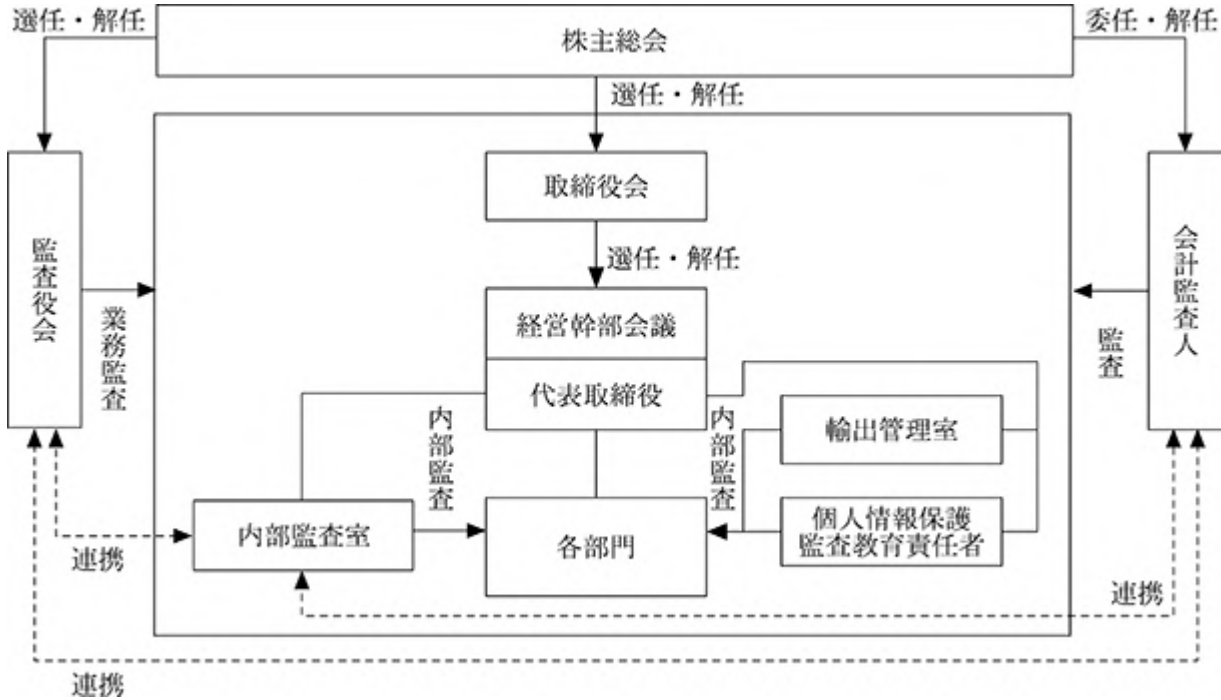 選任・解任
株主総会
委任・解任
選任・解任
取締役会
選任・解任
監査役会
業務監査
経営幹部会議
代表取締役
会計監査人
監査
内部監査
内部監査
輸出管理室
内部監査室
各部門
個人情報保護
監査教育責任者
連携
連携
連携